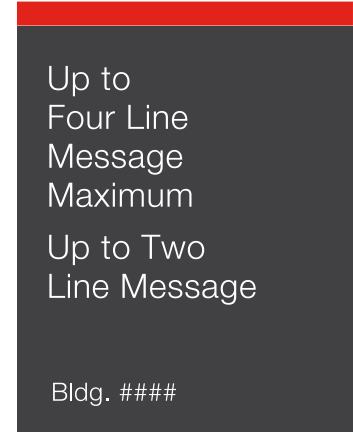 Up to
Four Line
Message
Maximum
Up to Two
Line Message
Bldg. ####